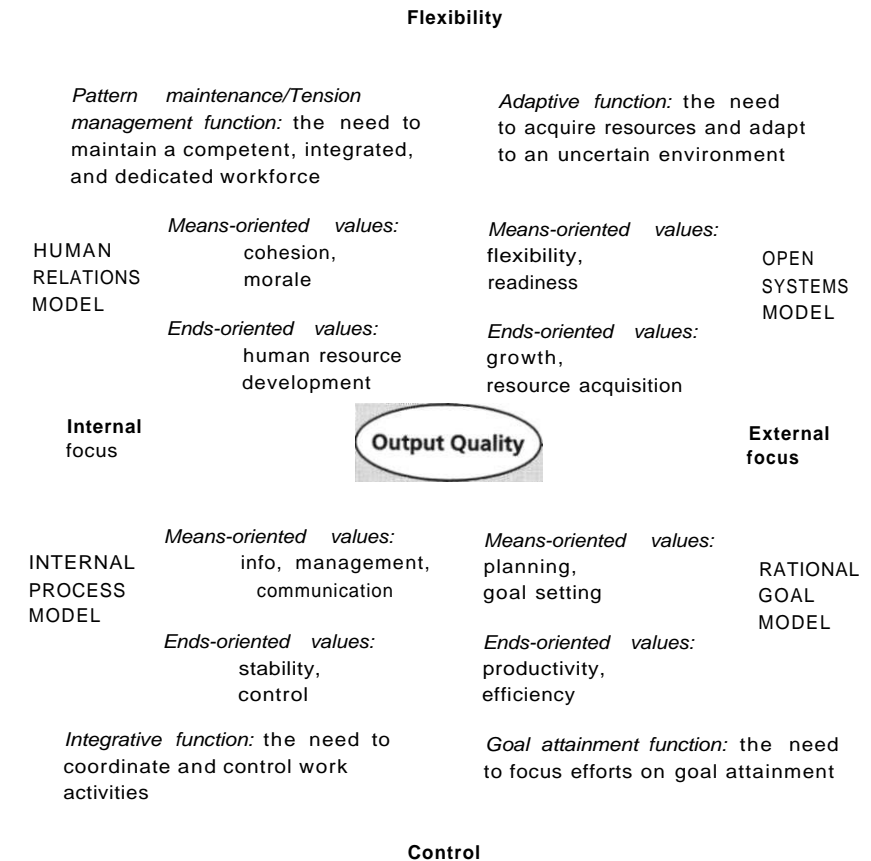 Flexibility
Pattern maintenance/Tension
management function: the need to
maintain a competent, integrated,
and dedicated workforce
Adaptive function: the need
to acquire resources and adapt
to an uncertain environment
HUMAN
RELATIONS
MODEL
Means-oriented values:
cohesion,
morale
Ends-oriented values:
human resource
development
Means-oriented values:
flexibility,
readiness
Ends-oriented values:
growth,
resource acquisition
OPEN
SYSTEMS
MODEL
Internal
focus
Output Quality
External
focus
INTERNAL
PROCESS
MODEL
Means-oriented values:
info, management,
communication
Ends-oriented values:
stability,
control
Means-oriented values:
planning,
goal setting
Ends-oriented values:
productivity,
efficiency
RATIONAL
GOAL
MODEL
Integrative function: the need to
coordinate and control work
activities
Goal attainment function: the need
to focus efforts on goal attainment
Control